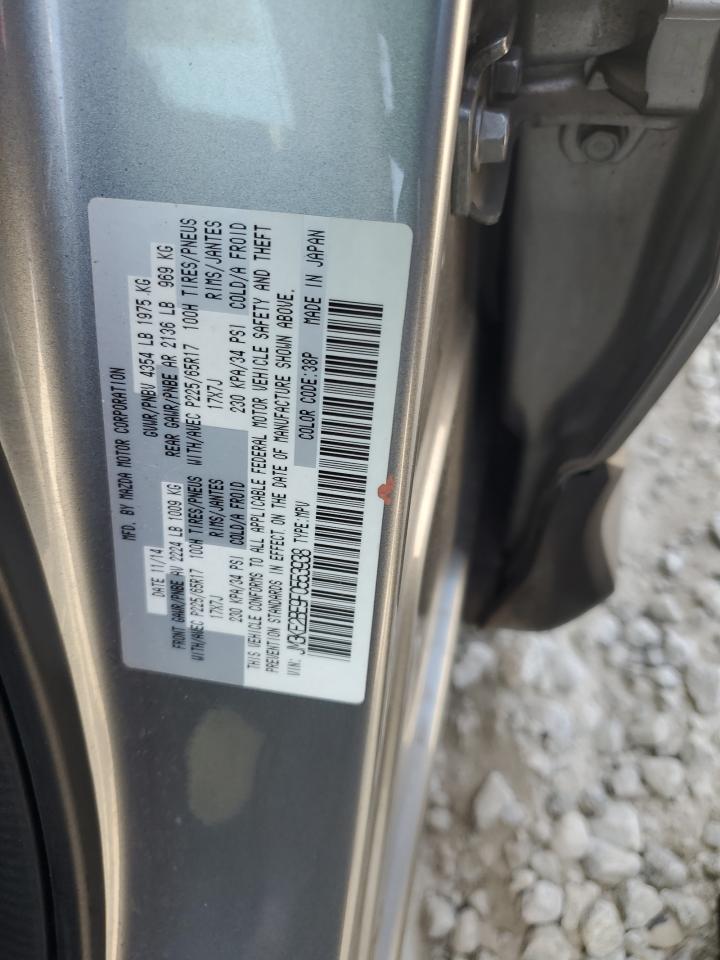 MFD. BY MAZDA MOTOR CORPORATION
DATE 11/14 GVWR/PNBV 4354 LB 1975 KG
FRONT GAWR/PNBE AV 2224 LB 1009 KG REAR GAWR/PNBE AR 2136 LB 969 KG
WITH/AVEC P225/65R17 100H TIRES/PNEUS WITH/AVEC P225/65R17 100H TIRES/PNEUS
17X7J RIMS/JANTES 17X7J RIMS/JANTES
230 KPA/34 PSI COLD/A FROID 230 KPA/34 PSI COLD/A FROID
THIS VEHICLE CONFORMS TO ALL APPLICABLE FEDERAL MOTOR VEHICLE SAFETY AND THEFT
PREVENTION STANDARDS IN EFFECT ON THE DATE OF MANUFACTURE SHOWN ABOVE.
VIN: JM3KE2BE9F0553938 TYPE:MPV COLOR CODE:38P MADE IN JAPAN